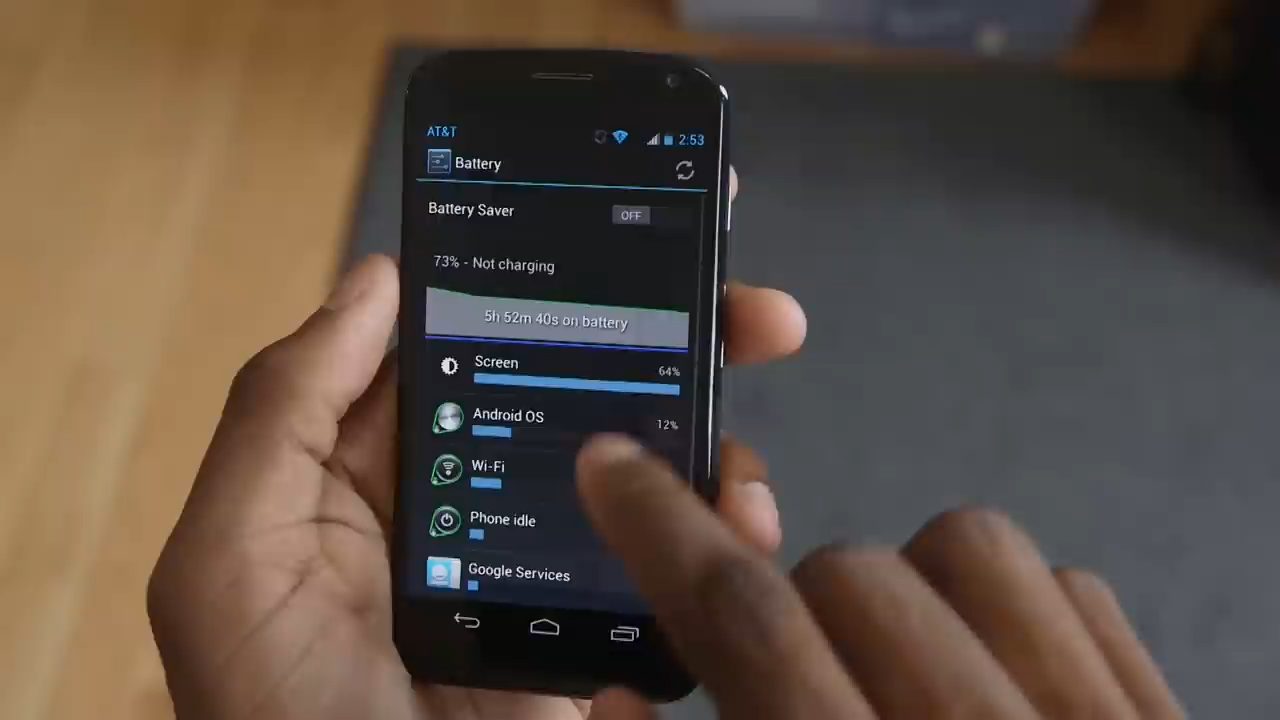 AT&T
2:53
Battery
Battery Saver
OFF
73% - Not charging
5h 52m 40s on battery
Screen
64%
Android OS
12%
Wi-Fi
Phone idle
Google Services